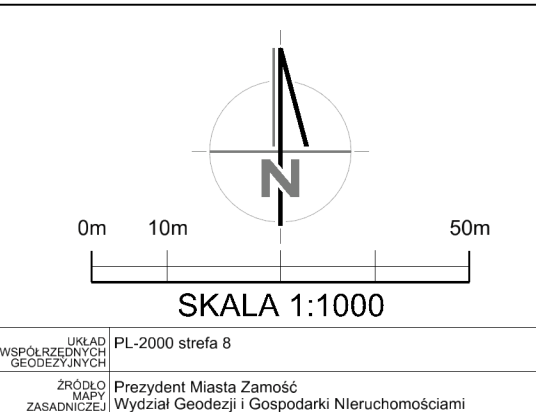 N
0m 10m 50m
SKALA 1:1000
UKŁAD
WSPÓŁRZĘDNYCH
GEODEZYJNYCH
PL-2000 strefa 8
ŹRÓDŁO
MAPY
ZASADNICZEJ
Prezydent Miasta Zamość
Wydział Geodezji i Gospodarki NIeruchomościami